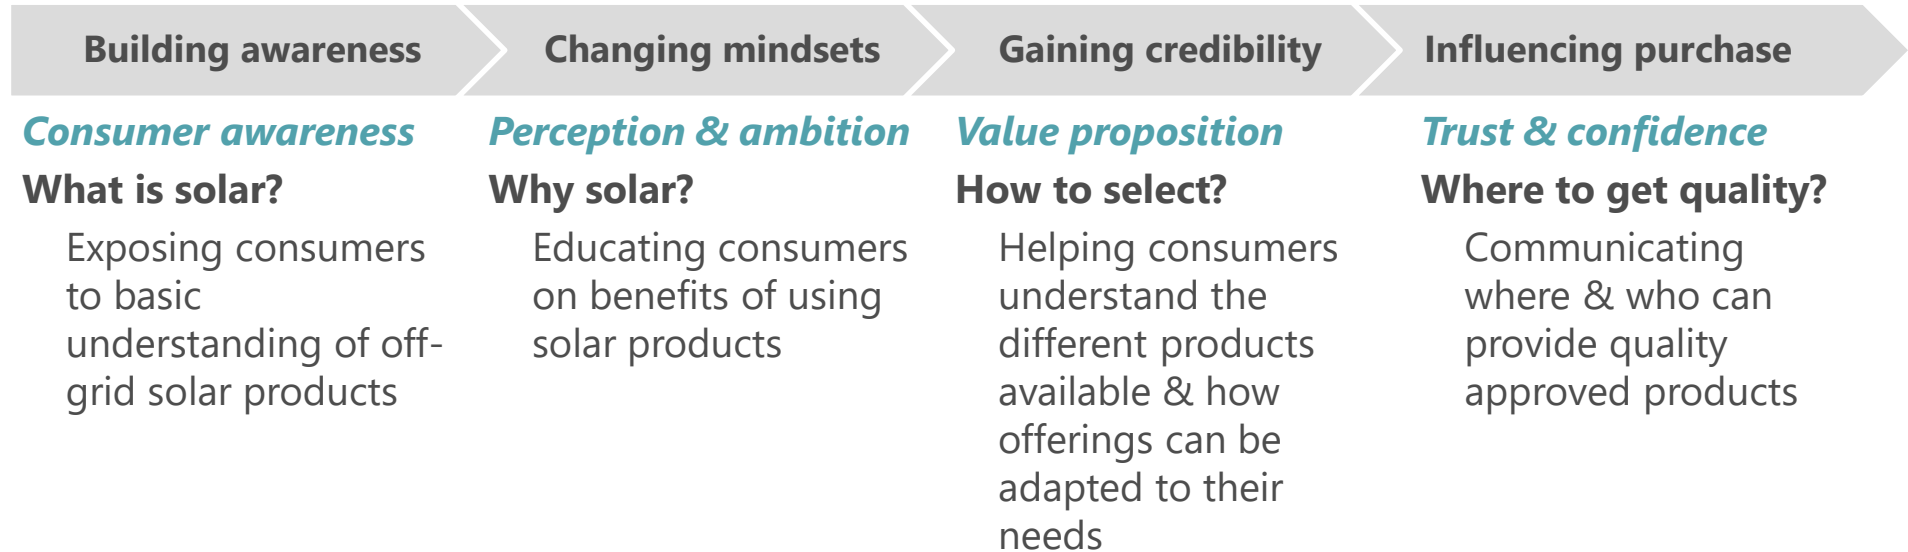 Building awareness
Changing mindsets
Gaining credibility
Influencing purchase
Consumer awareness
What is solar?
Exposing consumers
to basic
understanding of off-
grid solar products
Perception & ambition
Why solar?
Educating consumers
on benefits of using
solar products
Value proposition
How to select?
Helping consumers
understand the
different products
available & how
offerings can be
adapted to their
needs
Trust & confidence
Where to get quality?
Communicating
where & who can
provide quality
approved products